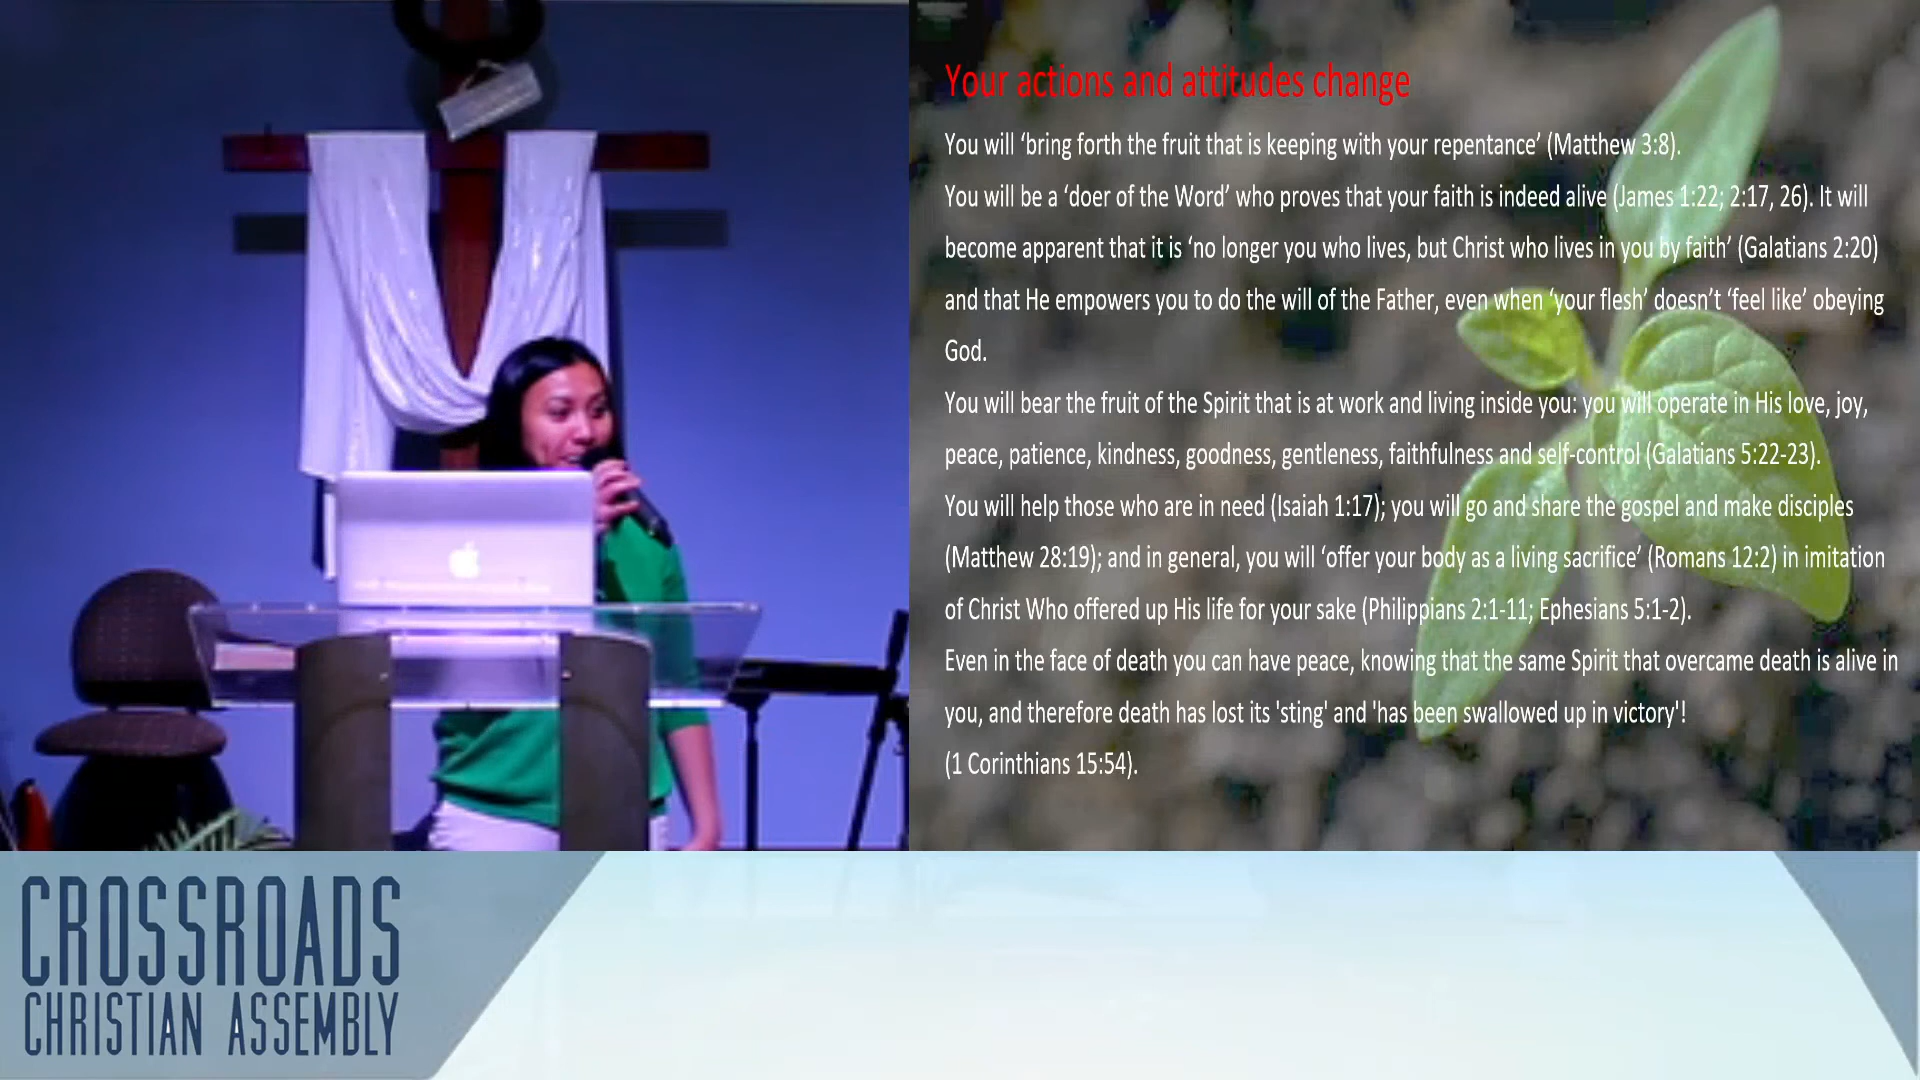 Your actions and attitudes change
You will ‘bring forth the fruit that is keeping with your repentance’ (Matthew 3:8).
You will be a ‘doer of the Word’ who proves that your faith is indeed alive (James 1:22; 2:17, 26). It will
become apparent that it is ‘no longer you who lives, but Christ who lives in you by faith’ (Galatians 2:20)
and that He empowers you to do the will of the Father, even when ‘your flesh’ doesn’t ‘feel like’ obeying
God.
You will bear the fruit of the Spirit that is at work and living inside you: you will operate in His love, joy,
peace, patience, kindness, goodness, gentleness, faithfulness and self-control (Galatians 5:22-23).
You will help those who are in need (Isaiah 1:17); you will go and share the gospel and make disciples
(Matthew 28:19); and in general, you will ‘offer your body as a living sacrifice’ (Romans 12:2) in imitation
of Christ Who offered up His life for your sake (Philippians 2:1-11; Ephesians 5:1-2).
Even in the face of death you can have peace, knowing that the same Spirit that overcame death is alive in
you, and therefore death has lost its 'sting' and 'has been swallowed up in victory'!
(1 Corinthians 15:54).
CROSSROADS
CHRISTIAN ASSEMBLY